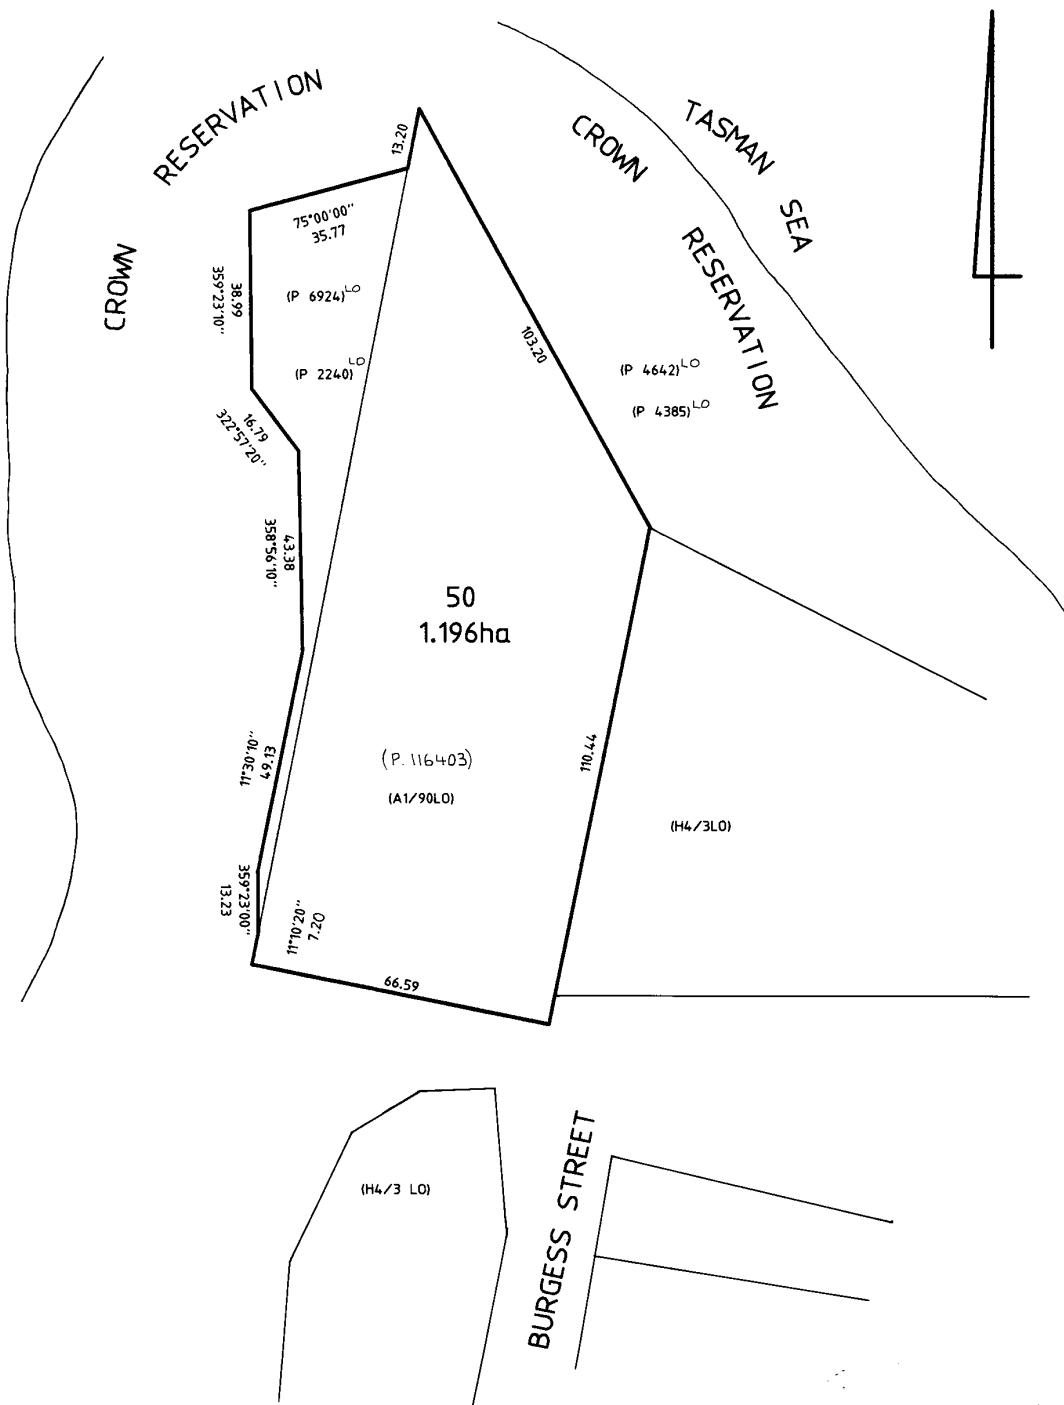 RESERVATION
CROWN
TASMAN SEA
CROWN
RESERVATION
13.20
75°00'00"
35.77
359°23'10"
38.99
(P 6924)LO
(P 2240)LO
103.20
(P 4642)LO
(P 4385)LO
16.79
322°57'20"
43.38
358°56'10"
50
1.196ha
11°30'10"
49.13
(P.116403)
(A1/90LO)
110.44
(H4/3LO)
359°23'00"
13.23
11°10'20"
7.20
66.59
(H4/3 LO)
BURGESS STREET